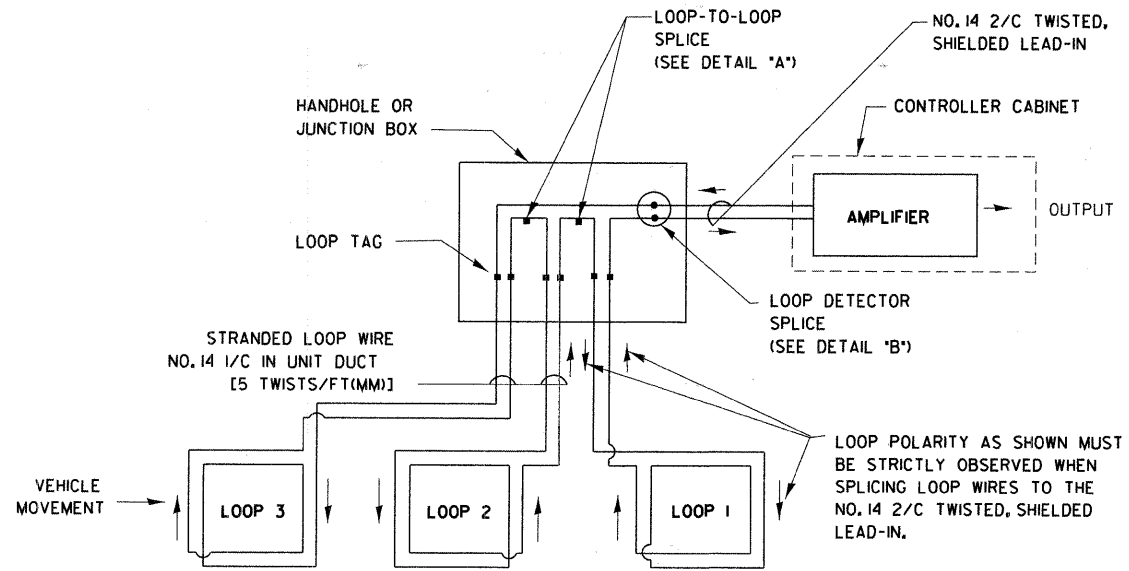 LOOP-TO-LOOP
SPLICE
(SEE DETAIL "A")
NO. 14 2/C TWISTED,
SHIELDED LEAD-IN
HANDHOLE OR
JUNCTION BOX
CONTROLLER CABINET
AMPLIFIER
OUTPUT
LOOP TAG
LOOP DETECTOR
SPLICE
(SEE DETAIL "B")
STRANDED LOOP WIRE
NO. 14 1/C IN UNIT DUCT
[5 TWISTS/FT(MM)]
LOOP POLARITY AS SHOWN MUST
BE STRICTLY OBSERVED WHEN
SPLICING LOOP WIRES TO THE
NO. 14 2/C TWISTED, SHIELDED
LEAD-IN.
VEHICLE
MOVEMENT
LOOP 3
LOOP 2
LOOP 1